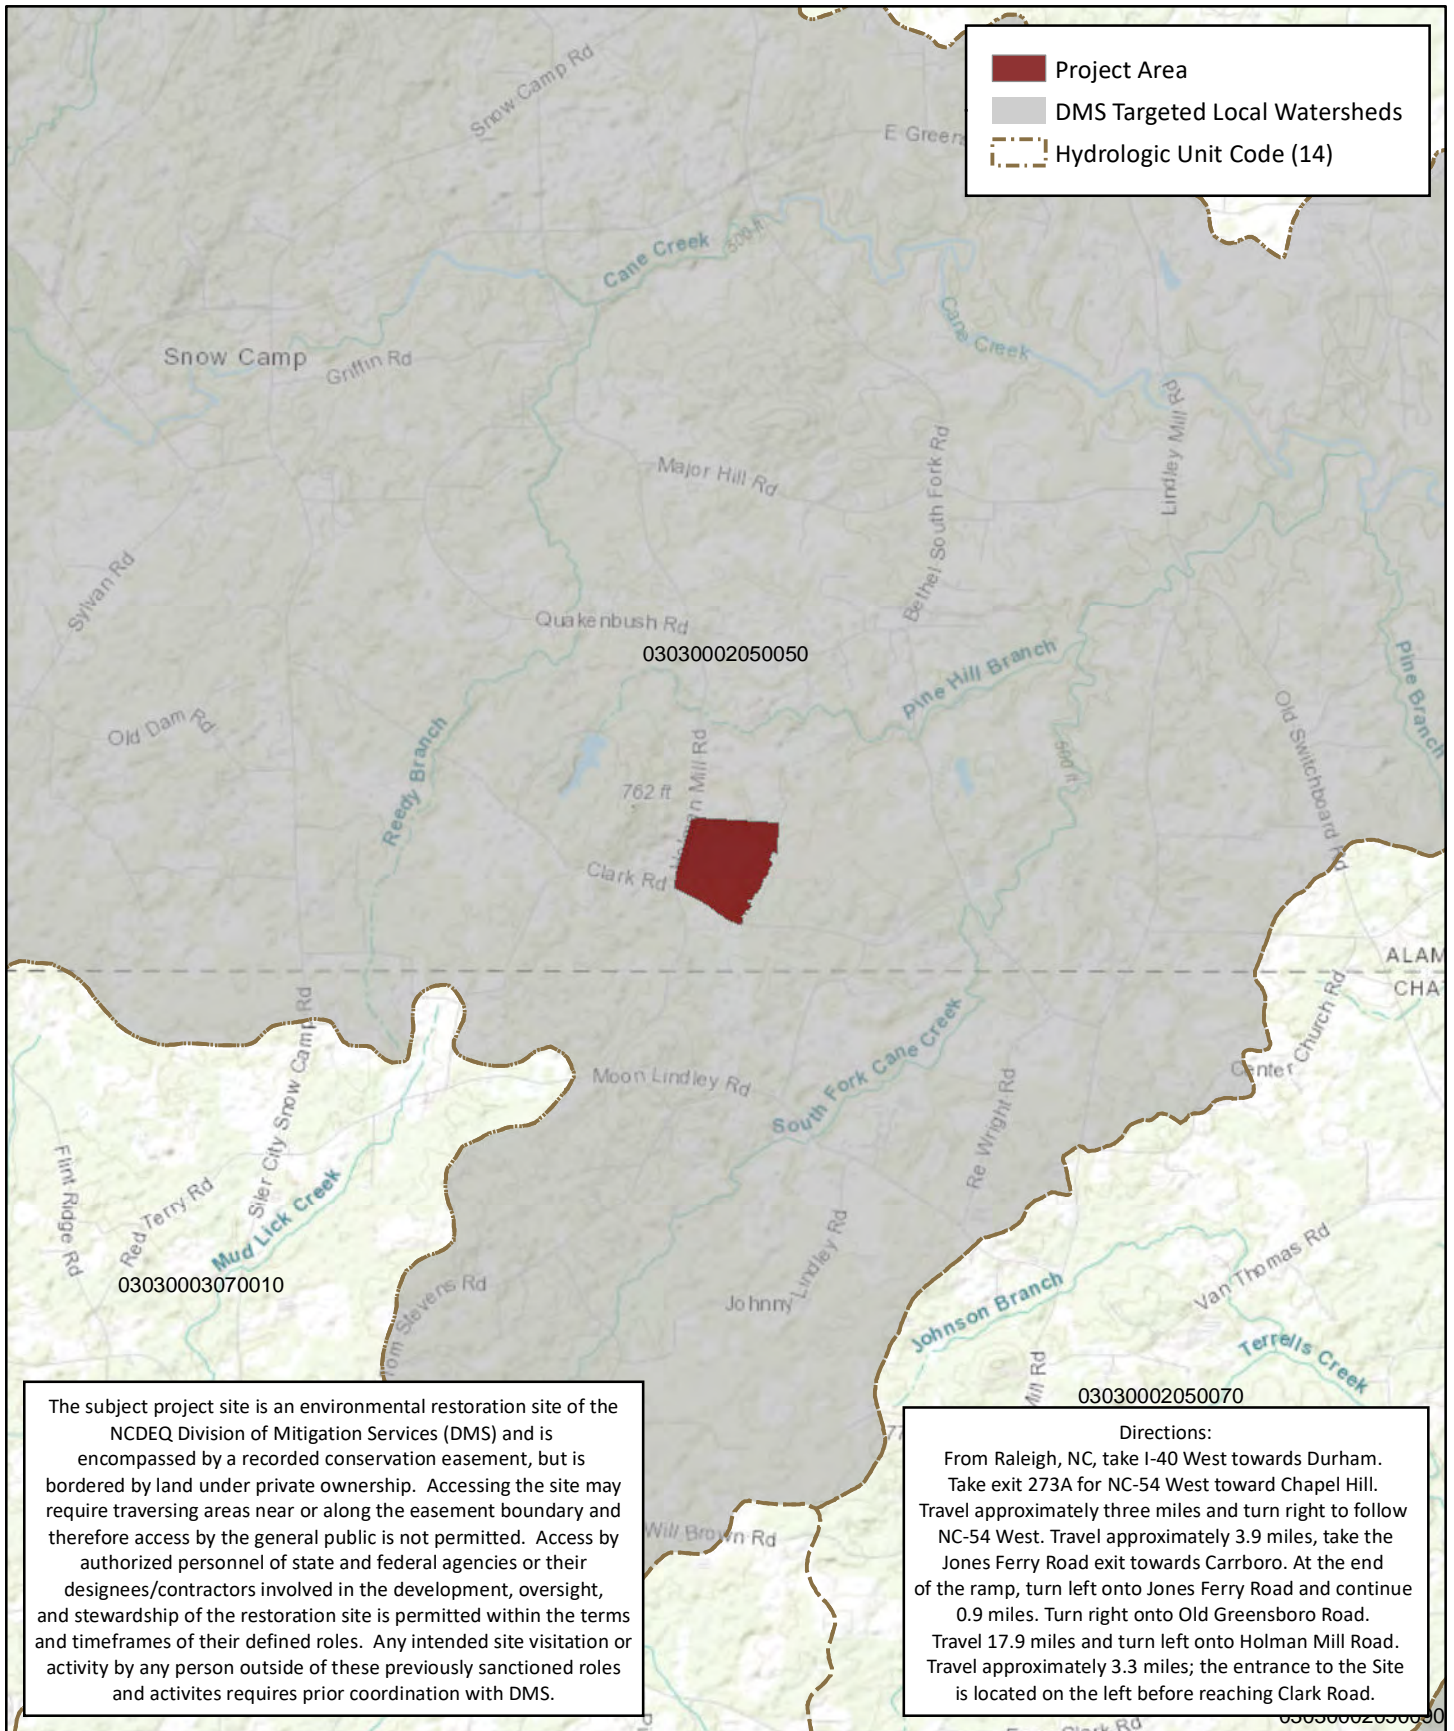 Project Area
DMS Targeted Local Watersheds
Hydrologic Unit Code (14)
Snow Camp Rd
E Greens
Cane Creek
500 ft
Cane Creek
Snow Camp
Griffin Rd
Lindley Mill Rd
Major Hill Rd
Bethel South Fork Rd
Sylvan Rd
Quakenbush Rd
03030002050050
Pine Hill Branch
Pine Branch
Old Dam Rd
Reedy Branch
Old Switchboard Rd
500 ft
762 ft
Holman Mill Rd
Clark Rd
ALAM
CHA
Siler City Snow Camp Rd
Center Church Rd
Moon Lindley Rd
South Fork Cane Creek
Re Wright Rd
Flint Ridge Rd
Red Terry Rd
Mud Lick Creek
03030003070010
Tom Stevens Rd
Johnny Lindley Rd
Van Thomas Rd
Johnson Branch
Terrells Creek
Mill Rd
03030002050070
The subject project site is an environmental restoration site of the
NCDEQ Division of Mitigation Services (DMS) and is
encompassed by a recorded conservation easement, but is
bordered by land under private ownership. Accessing the site may
require traversing areas near or along the easement boundary and
therefore access by the general public is not permitted. Access by
authorized personnel of state and federal agencies or their
designees/contractors involved in the development, oversight,
and stewardship of the restoration site is permitted within the terms
and timeframes of their defined roles. Any intended site visitation or
activity by any person outside of these previously sanctioned roles
and activites requires prior coordination with DMS.
Will Brown Rd
Directions:
From Raleigh, NC, take I-40 West towards Durham.
Take exit 273A for NC-54 West toward Chapel Hill.
Travel approximately three miles and turn right to follow
NC-54 West. Travel approximately 3.9 miles, take the
Jones Ferry Road exit towards Carrboro. At the end
of the ramp, turn left onto Jones Ferry Road and continue
0.9 miles. Turn right onto Old Greensboro Road.
Travel 17.9 miles and turn left onto Holman Mill Road.
Travel approximately 3.3 miles; the entrance to the Site
is located on the left before reaching Clark Road.
Clark Rd